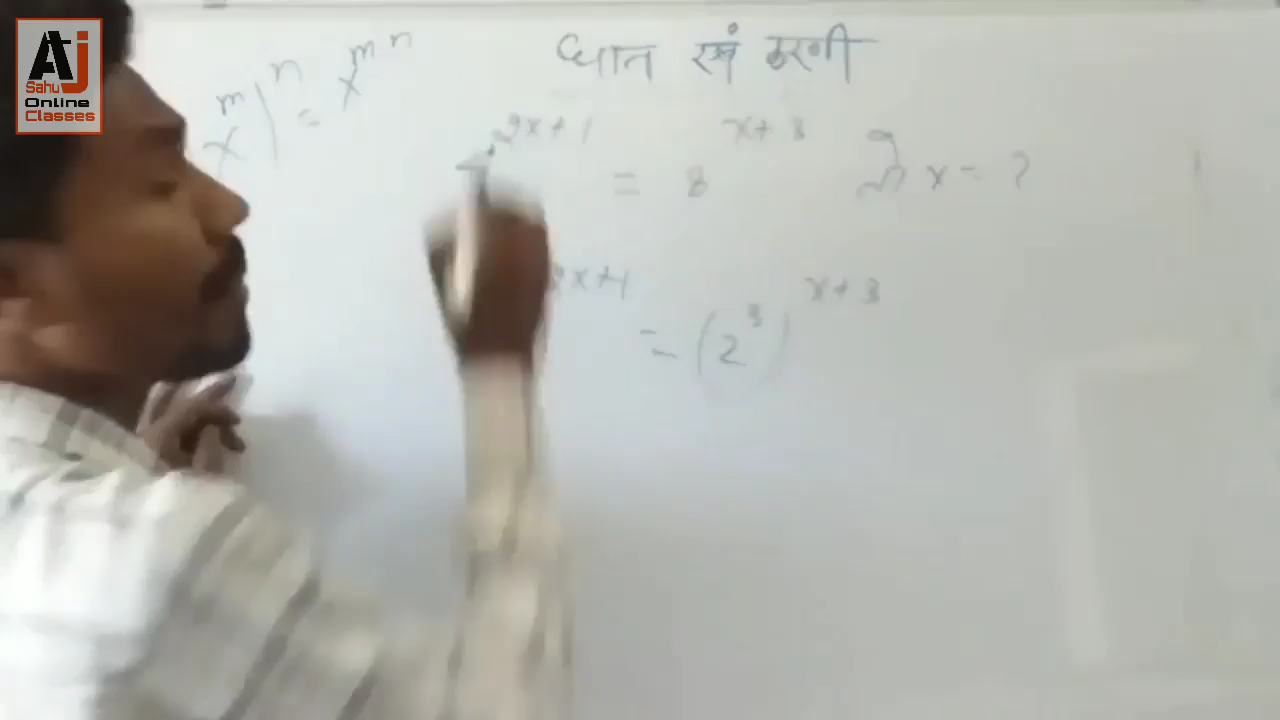 Aj
Sahu
Online
Classes
घात एवं करणी
x^m)^n = x^{mn}
2x+1 = 8^{x+3} तो x = ?
2x+1 = (2^3)^{x+3}